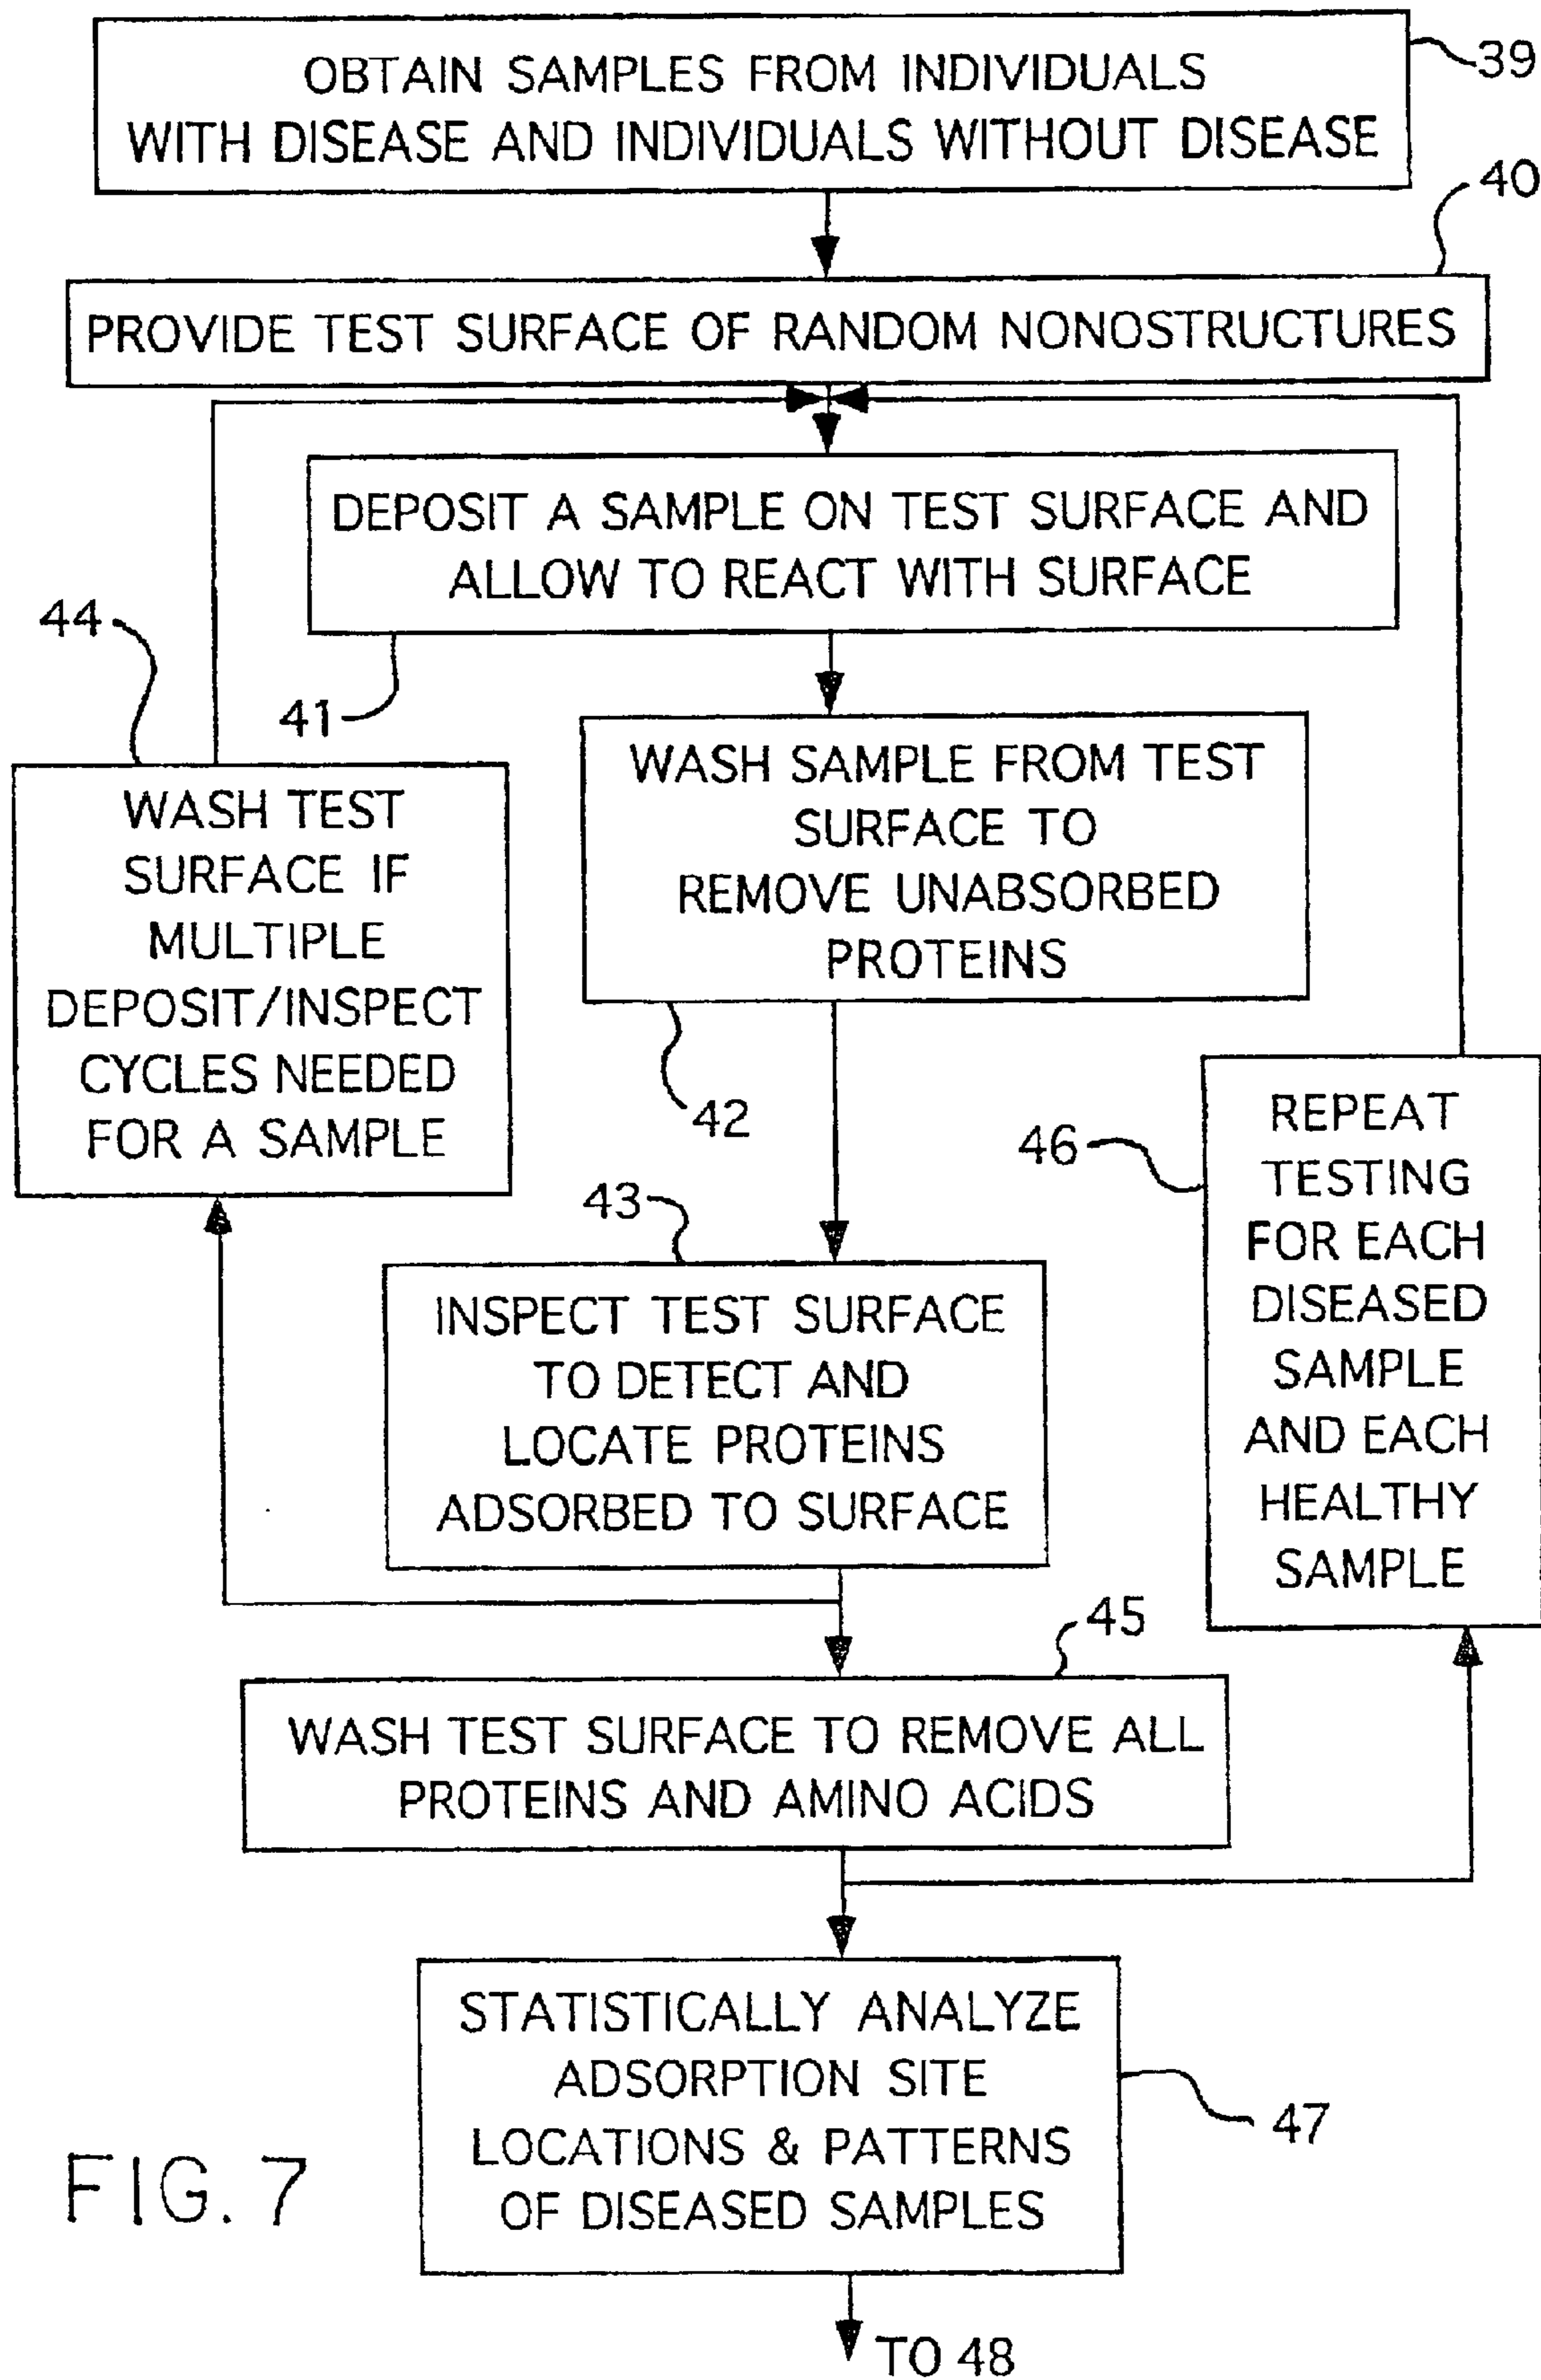 OBTAIN SAMPLES FROM INDIVIDUALS
WITH DISEASE AND INDIVIDUALS WITHOUT DISEASE
39
40
PROVIDE TEST SURFACE OF RANDOM NONOSTRUCTURES
DEPOSIT A SAMPLE ON TEST SURFACE AND
ALLOW TO REACT WITH SURFACE
41
44
WASH TEST
SURFACE IF
MULTIPLE
DEPOSIT/INSPECT
CYCLES NEEDED
FOR A SAMPLE
WASH SAMPLE FROM TEST
SURFACE TO
REMOVE UNABSORBED
PROTEINS
42
46
REPEAT
TESTING
FOR EACH
DISEASED
SAMPLE
AND EACH
HEALTHY
SAMPLE
43
INSPECT TEST SURFACE
TO DETECT AND
LOCATE PROTEINS
ADSORBED TO SURFACE
45
WASH TEST SURFACE TO REMOVE ALL
PROTEINS AND AMINO ACIDS
STATISTICALLY ANALYZE
ADSORPTION SITE
LOCATIONS & PATTERNS
OF DISEASED SAMPLES
47
FIG. 7
TO 48